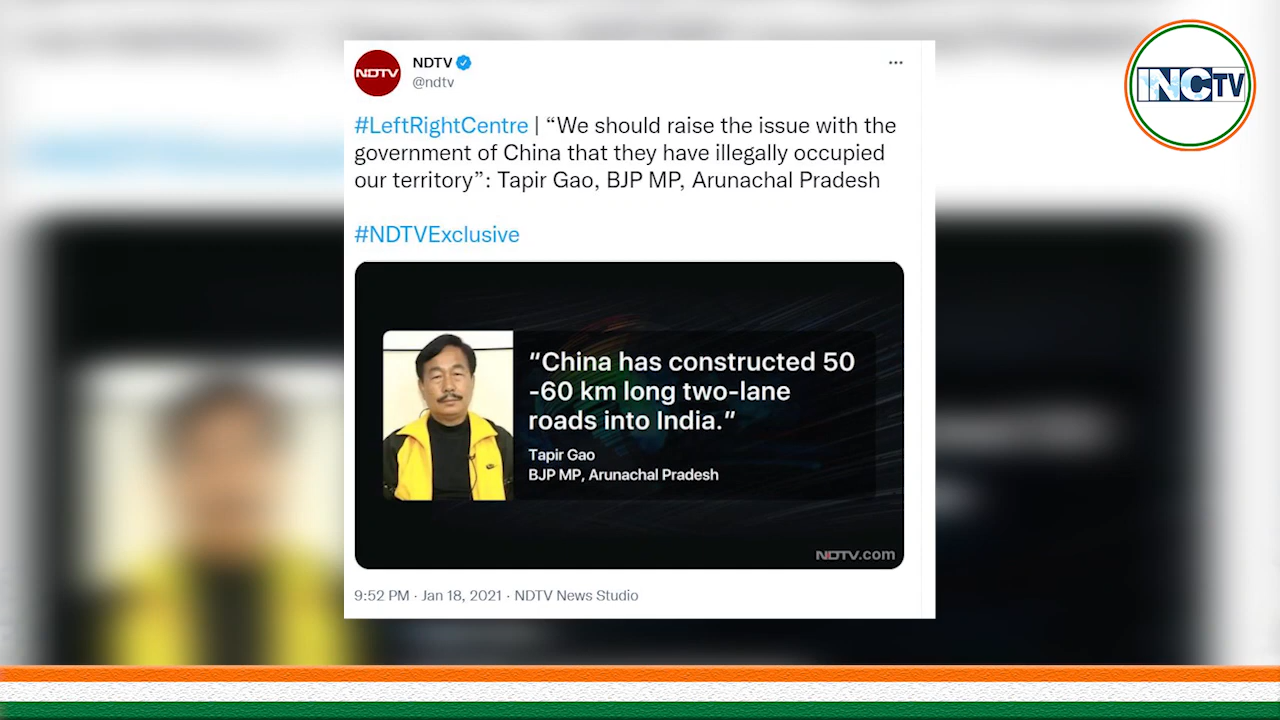 INCTV
NDTV
NDTV
@ndtv
#LeftRightCentre | “We should raise the issue with the
government of China that they have illegally occupied
our territory”: Tapir Gao, BJP MP, Arunachal Pradesh
#NDTVExclusive
“China has constructed 50
-60 km long two-lane
roads into India.”
Tapir Gao
BJP MP, Arunachal Pradesh
NDTV.com
9:52 PM · Jan 18, 2021 · NDTV News Studio